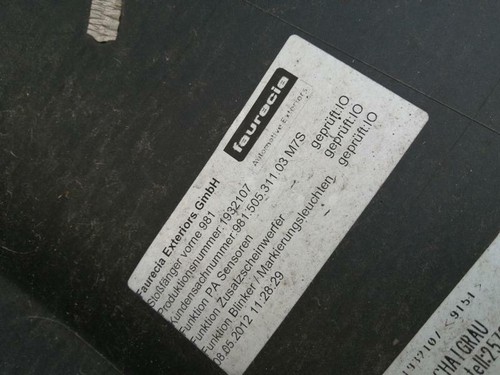 faurecia
Automotive Exteriors
Faurecia Exteriors GmbH
Stoßfänger vorne 981
Produktionsnummer:1932107
Kundensachnummer:981.505.311.03 M7S
Funktion PA Sensoren geprüft:IO
Funktion Zusatzscheinwerfer geprüft:IO
Funktion Blinker / Markierungsleuchten geprüft:IO
08.05.2012 11:28:29